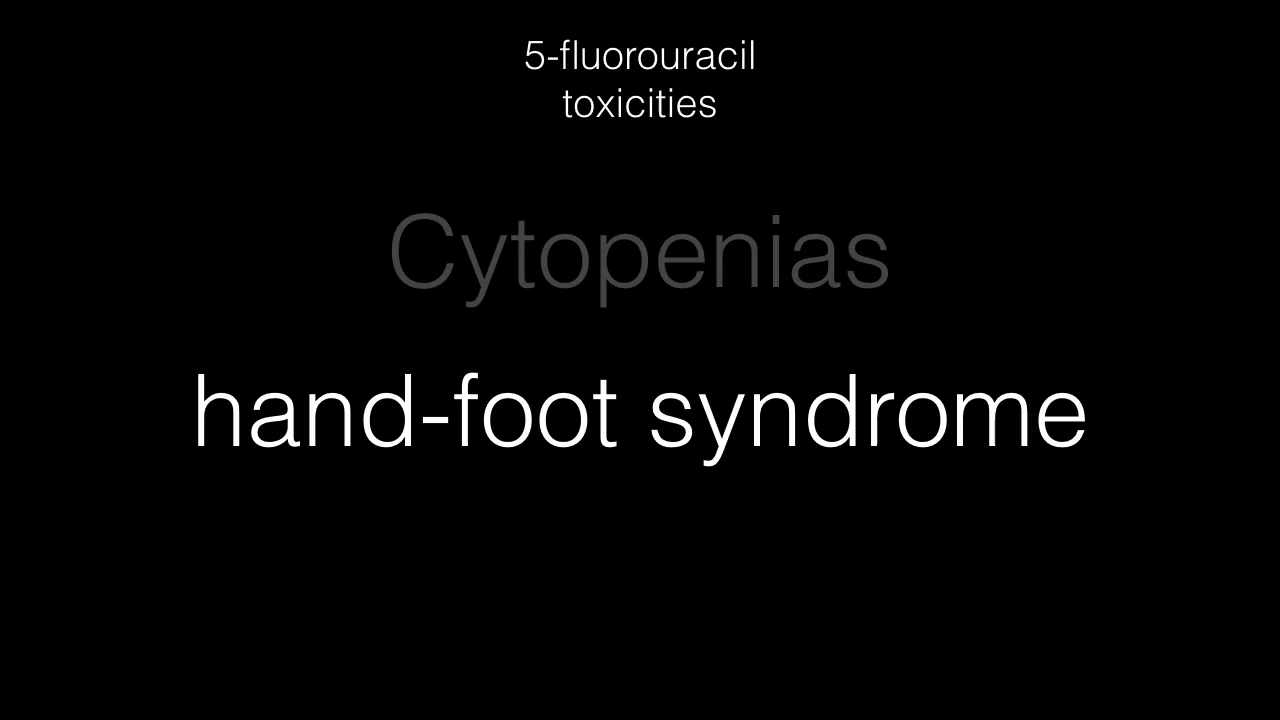 5-fluorouracil
toxicities
Cytopenias
hand-foot syndrome